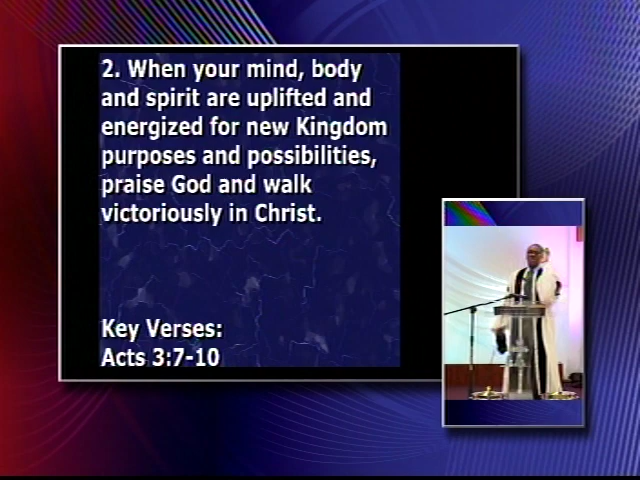 2. When your mind, body
and spirit are uplifted and
energized for new Kingdom
purposes and possibilities,
praise God and walk
victoriously in Christ.
Key Verses:
Acts 3:7-10